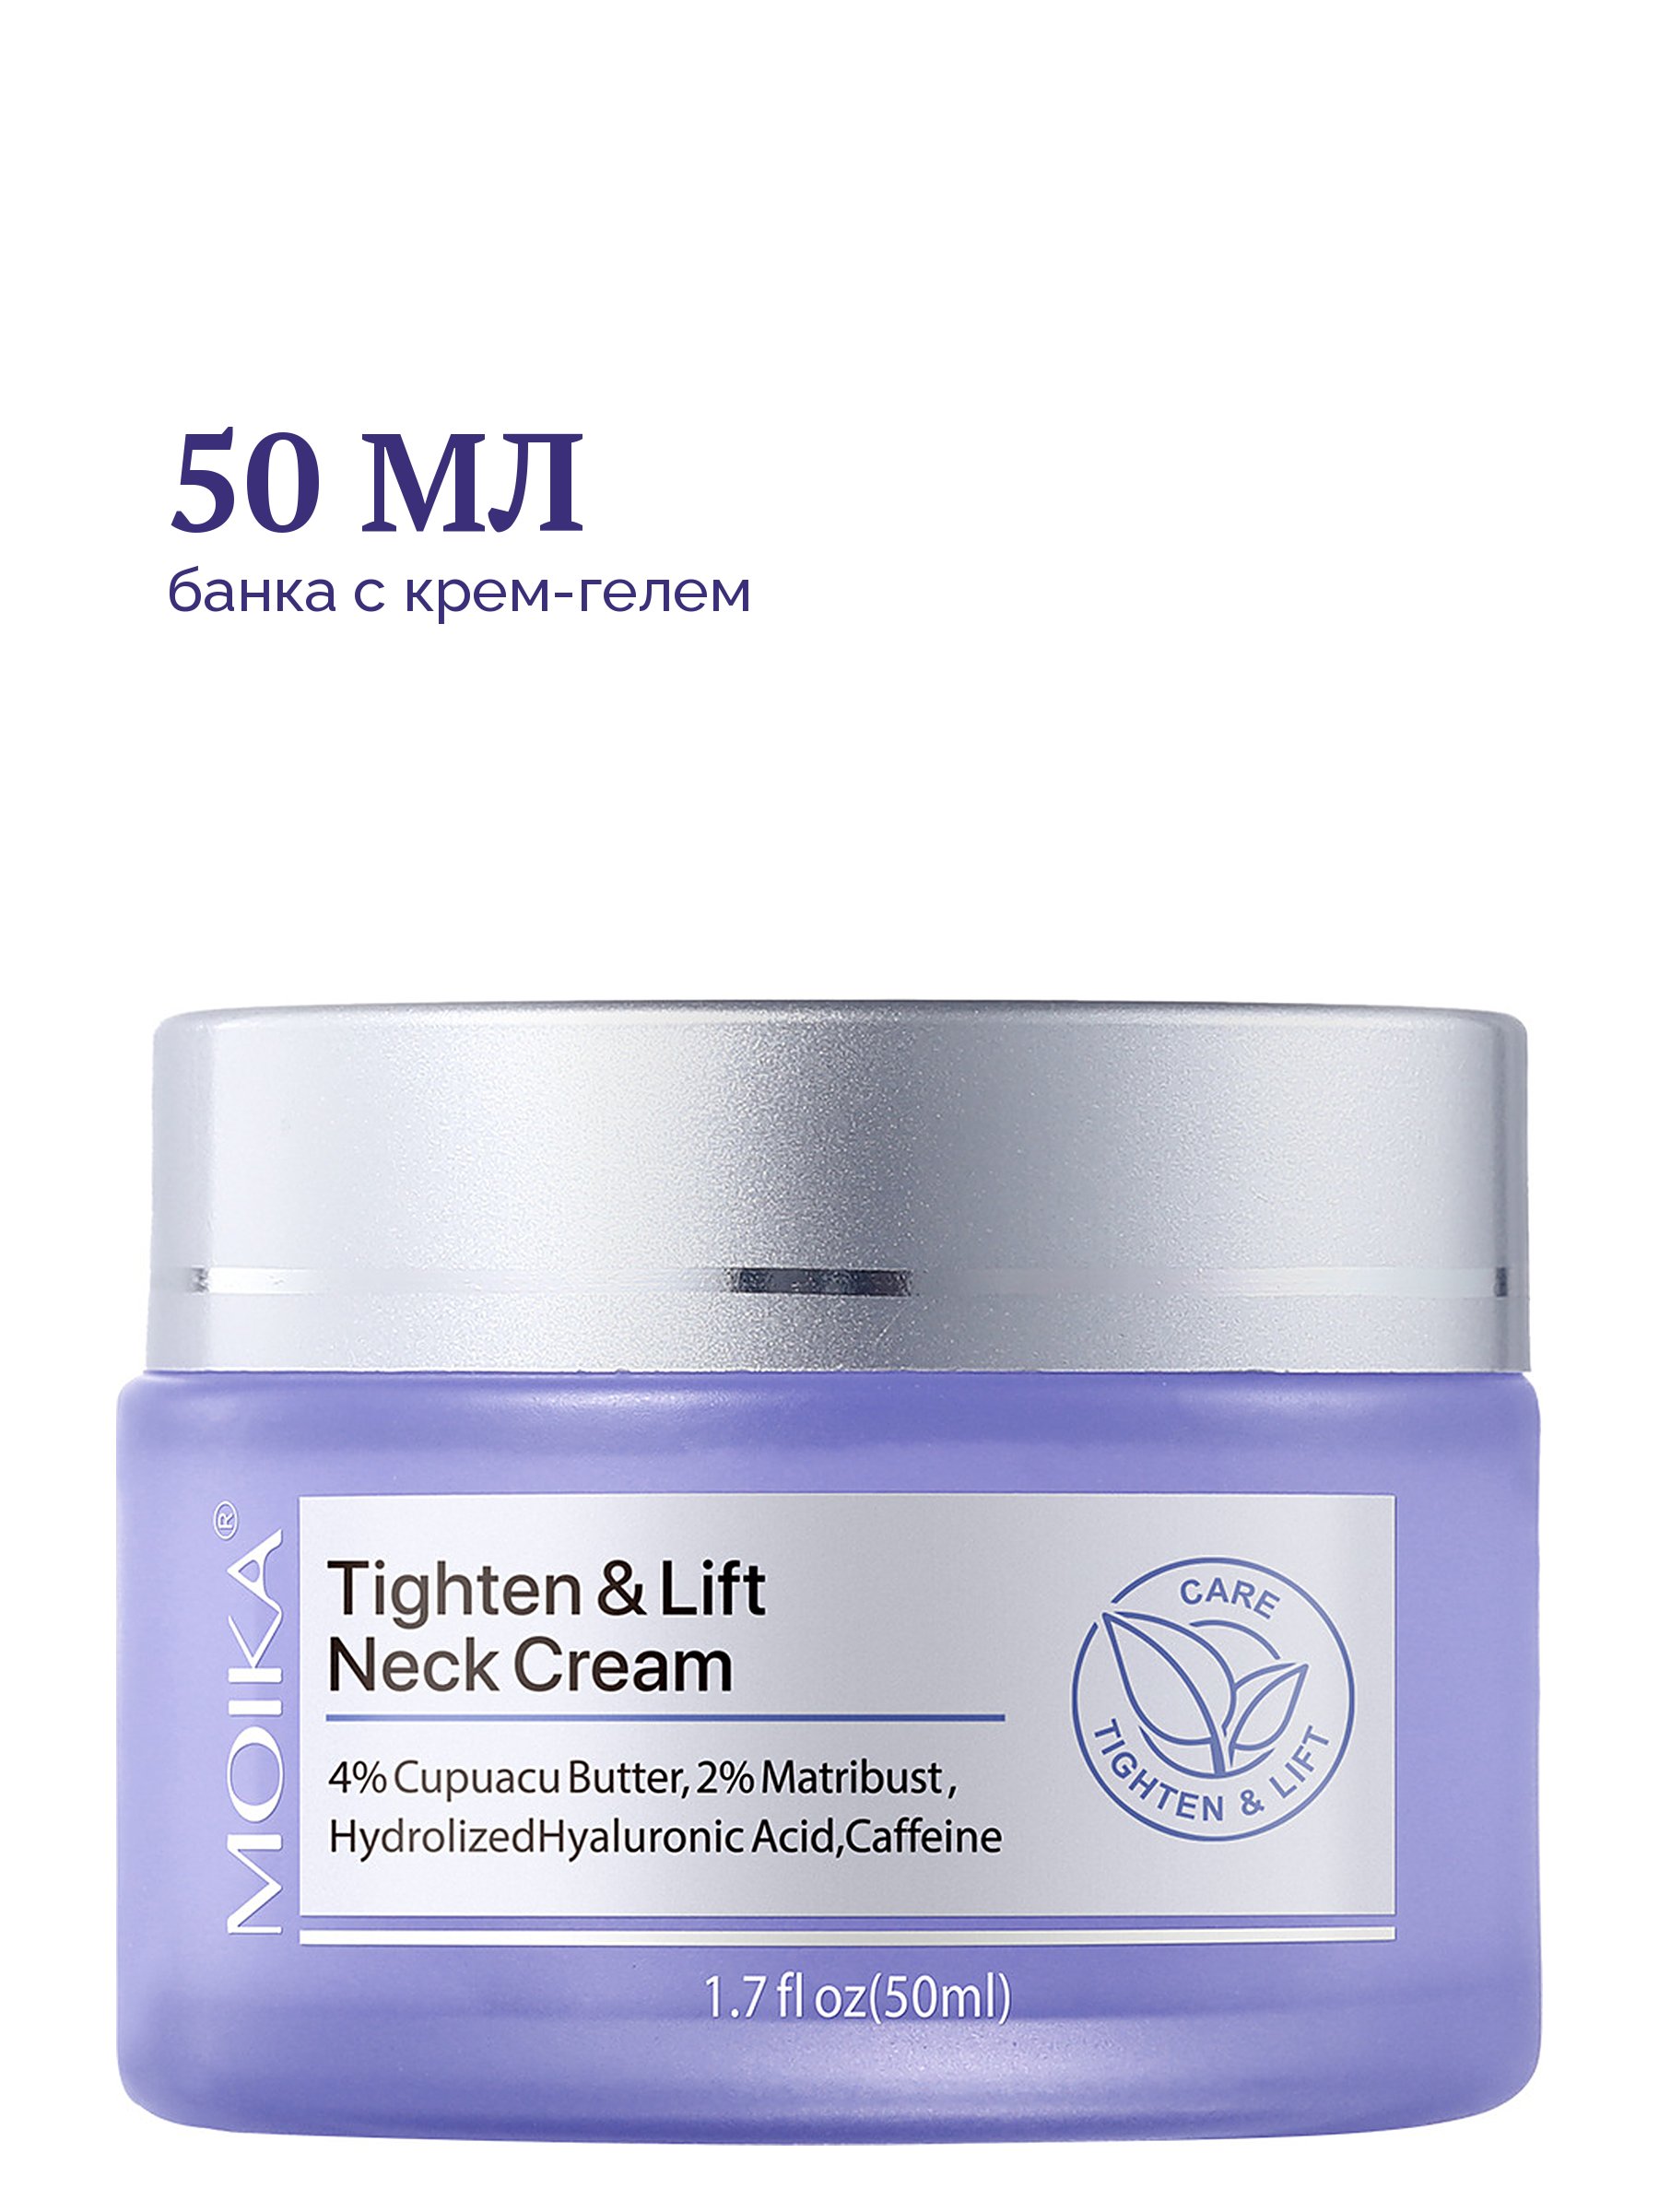 50 МЛ
банка с крем-гелем
MOIKA®
Tighten & Lift
Neck Cream
4% Cupuacu Butter, 2% Matribust,
HydrolizedHyaluronic Acid,Caffeine
CARE
TIGHTEN & LIFT
1.7 fl oz(50ml)